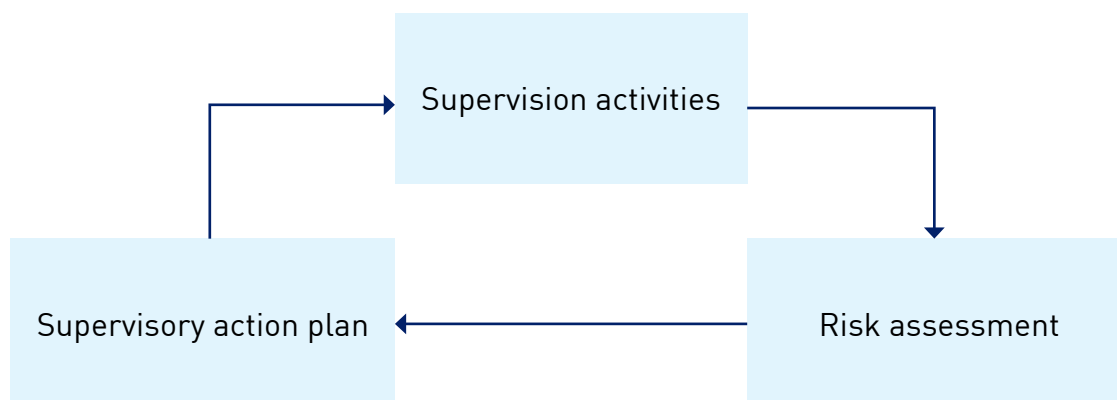 Supervision activities
Supervisory action plan
Risk assessment